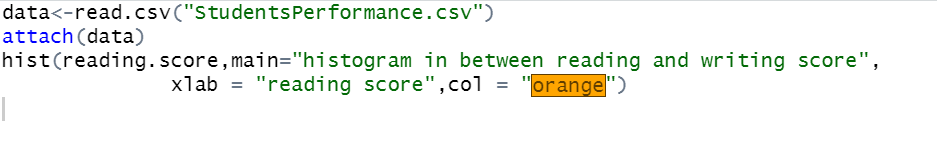 data<-read.csv("StudentsPerformance.csv")
attach(data)
hist(reading.score,main="histogram in between reading and writing score",
xlab = "reading score",col = "orange")